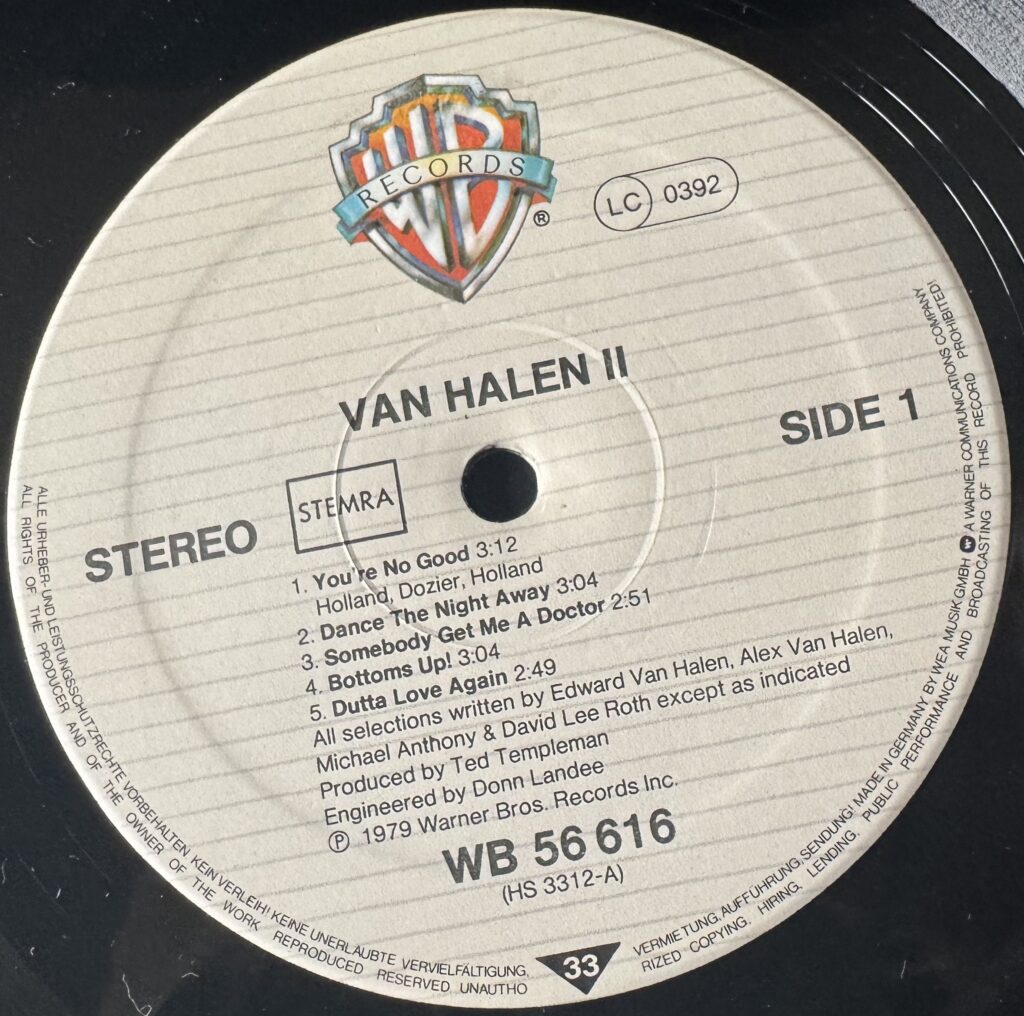 WB
RECORDS
®
LC 0392
VAN HALEN II
SIDE 1
STEMRA
STEREO
1. You're No Good 3:12
Holland, Dozier, Holland
2. Dance The Night Away 3:04
3. Somebody Get Me A Doctor 2:51
4. Bottoms Up! 3:04
5. Dutta Love Again 2:49
All selections written by Edward Van Halen, Alex Van Halen,
Michael Anthony & David Lee Roth except as indicated
Produced by Ted Templeman
Engineered by Donn Landee
℗ 1979 Warner Bros. Records Inc.
WB 56 616
(HS 3312-A)
33
ALLE URHEBER- UND LEISTUNGSSCHUTZRECHTE VORBEHALTEN KEIN VERLEIH! KEINE UNERLAUBTE VERVIELFÄLTIGUNG,
VERMIETUNG, AUFFÜHRUNG, SENDUNG! MADE IN GERMANY BY WEA MUSIK GMBH A WARNER COMMUNICATIONS COMPANY
ALL RIGHTS OF THE PRODUCER AND OF THE OWNER OF THE WORK REPRODUCED RESERVED UNAUTHO
RIZED COPYING, HIRING, LENDING, PUBLIC PERFORMANCE AND BROADCASTING OF THIS RECORD PROHIBITED!